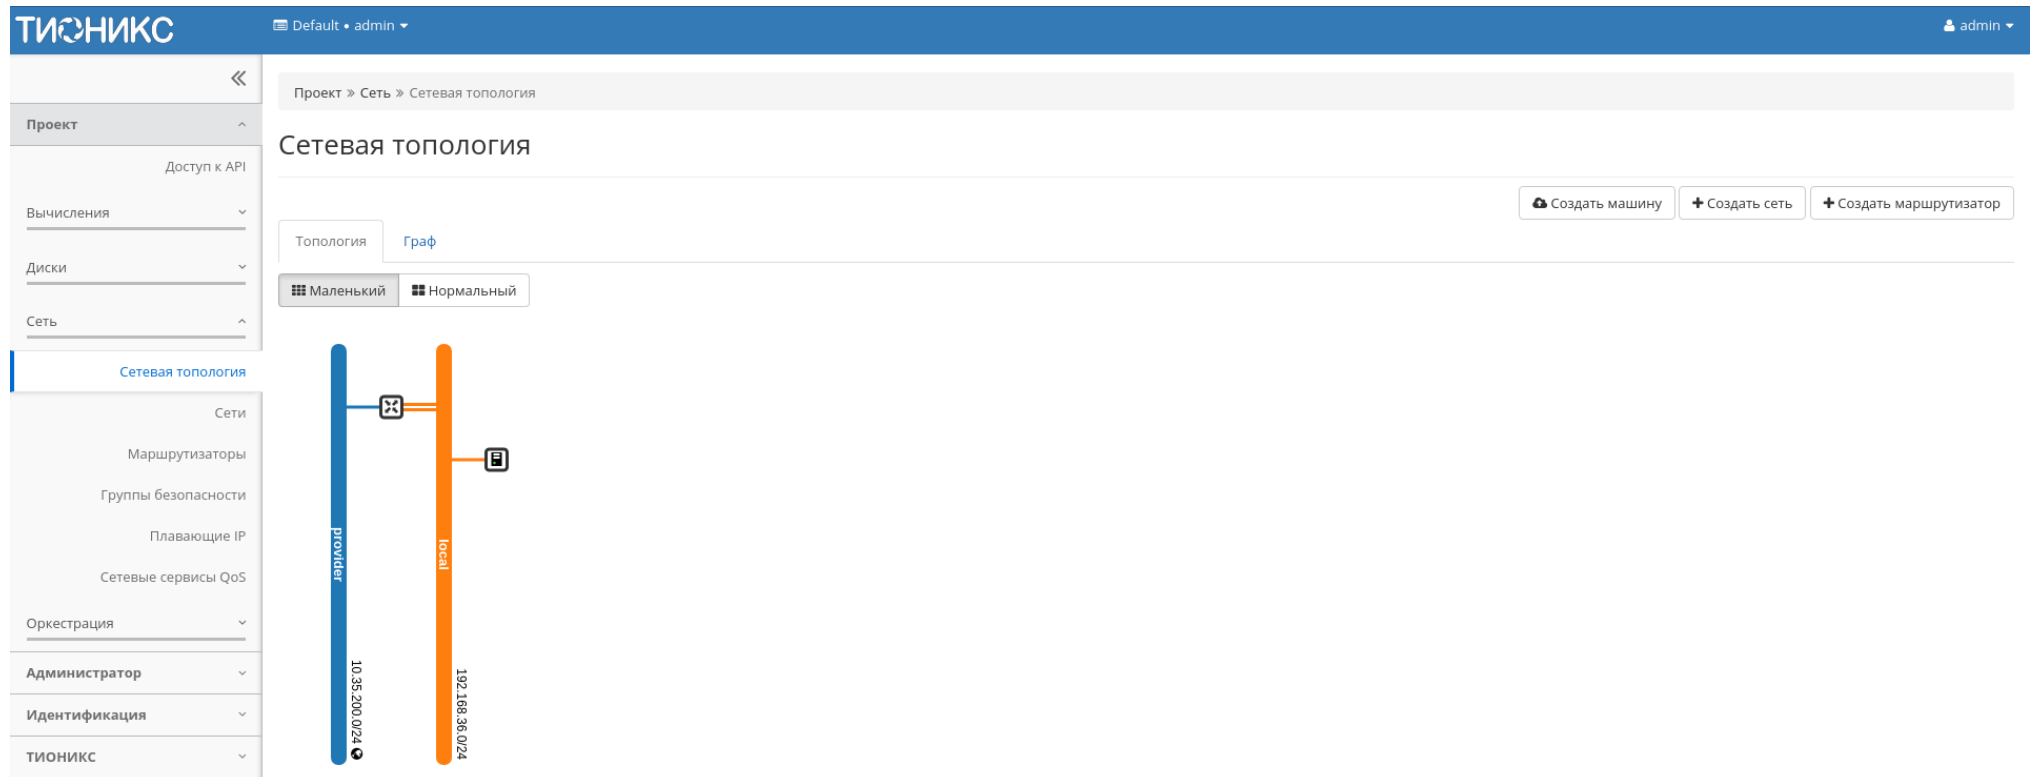 ТИОНИКС
Default • admin
admin
Проект
Доступ к API
Вычисления
Диски
Сеть
Сетевая топология
Сети
Маршрутизаторы
Группы безопасности
Плавающие IP
Сетевые сервисы QoS
Оркестрация
Администратор
Идентификация
ТИОНИКС
Проект » Сеть » Сетевая топология
Сетевая топология
Создать машину
Создать сеть
Создать маршрутизатор
Топология
Граф
Маленький
Нормальный
provider
10.35.200.0/24
local
192.168.36.0/24